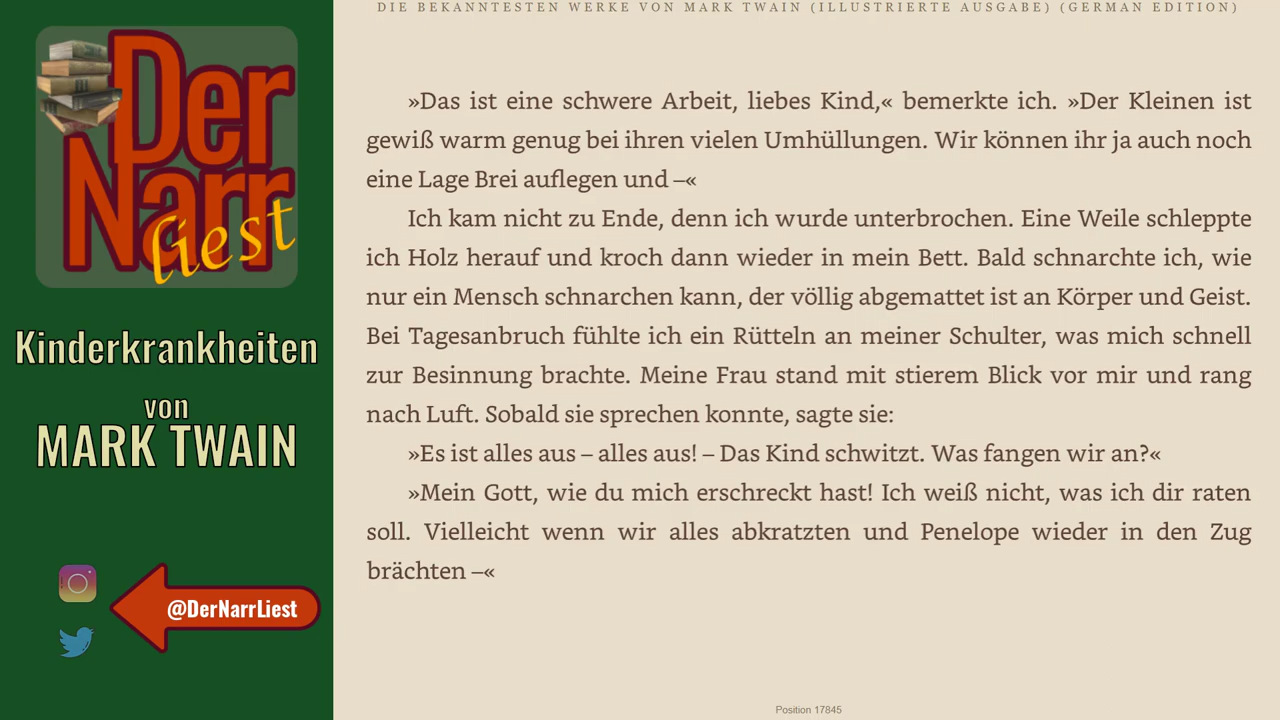 Der
Narr
liest
Kinderkrankheiten
von
MARK TWAIN
@DerNarrLiest
DIE BEKANNTESTEN WERKE VON MARK TWAIN (ILLUSTRIERTE AUSGABE) (GERMAN EDITION)
»Das ist eine schwere Arbeit, liebes Kind,« bemerkte ich. »Der Kleinen ist
gewiß warm genug bei ihren vielen Umhüllungen. Wir können ihr ja auch noch
eine Lage Brei auflegen und –«
Ich kam nicht zu Ende, denn ich wurde unterbrochen. Eine Weile schleppte
ich Holz herauf und kroch dann wieder in mein Bett. Bald schnarchte ich, wie
nur ein Mensch schnarchen kann, der völlig abgemattet ist an Körper und Geist.
Bei Tagesanbruch fühlte ich ein Rütteln an meiner Schulter, was mich schnell
zur Besinnung brachte. Meine Frau stand mit stierem Blick vor mir und rang
nach Luft. Sobald sie sprechen konnte, sagte sie:
»Es ist alles aus – alles aus! – Das Kind schwitzt. Was fangen wir an?«
»Mein Gott, wie du mich erschreckt hast! Ich weiß nicht, was ich dir raten
soll. Vielleicht wenn wir alles abkratzten und Penelope wieder in den Zug
brächten –«
Position 17845